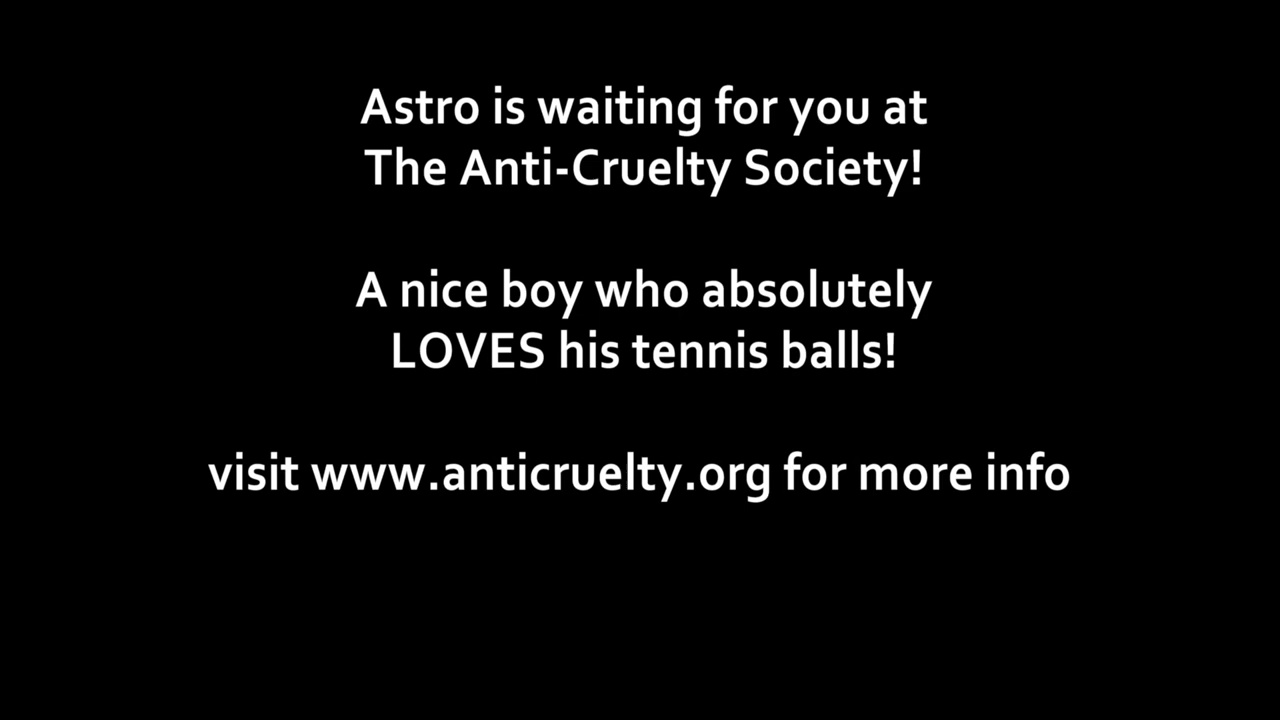 Astro is waiting for you at
The Anti-Cruelty Society!
A nice boy who absolutely
LOVES his tennis balls!
visit www.anticruelty.org for more info